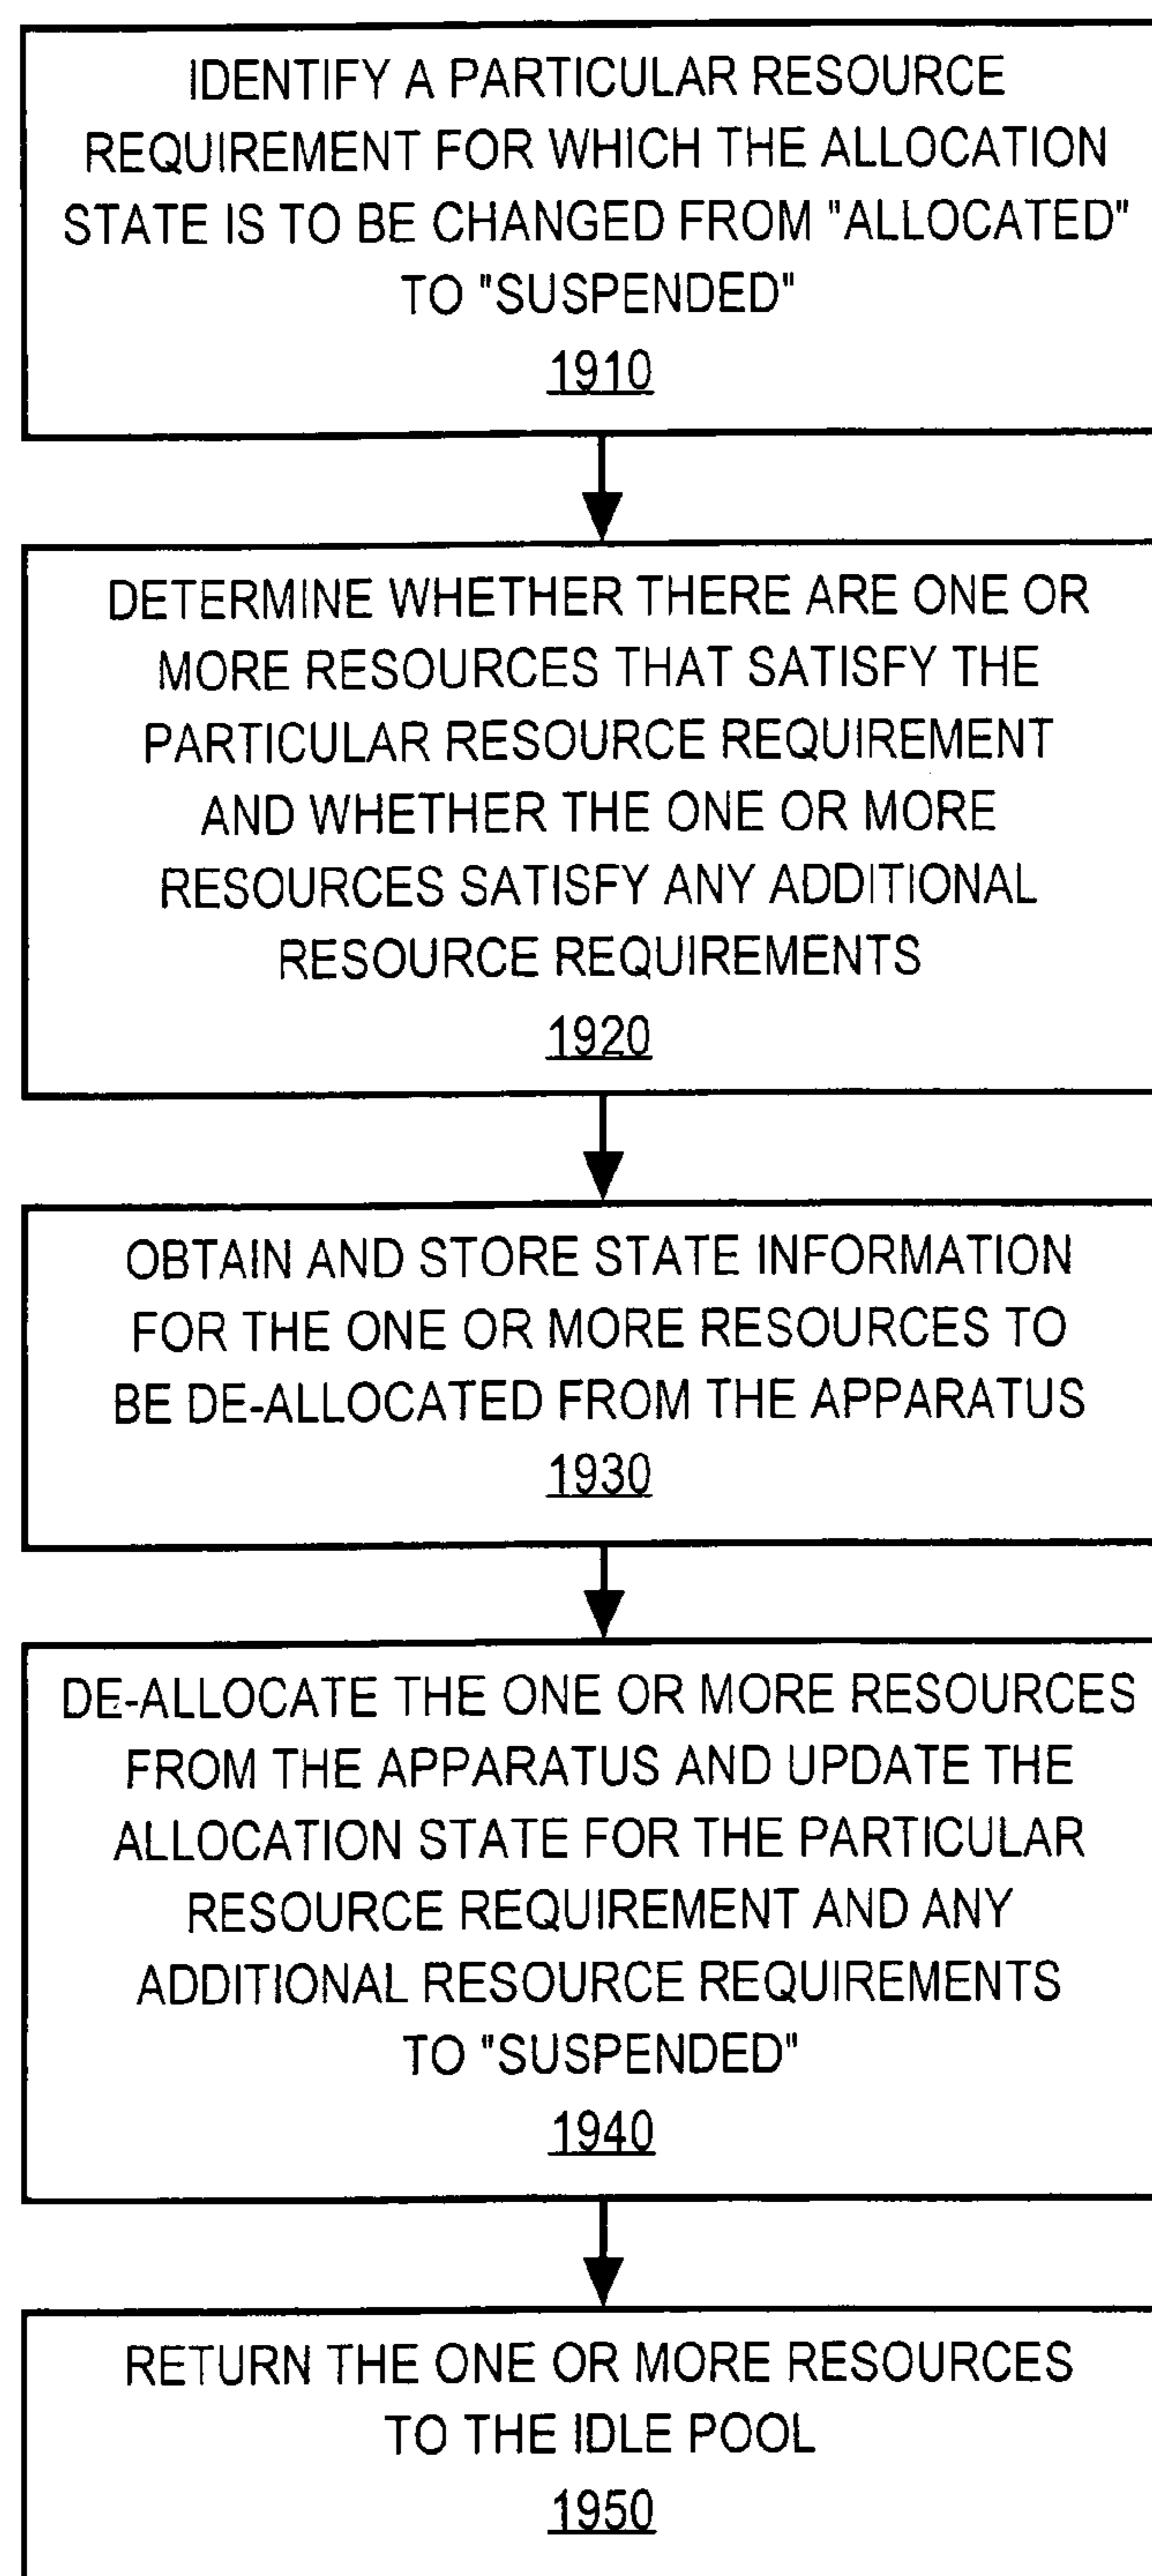 IDENTIFY A PARTICULAR RESOURCE
REQUIREMENT FOR WHICH THE ALLOCATION
STATE IS TO BE CHANGED FROM "ALLOCATED"
TO "SUSPENDED"
1910
DETERMINE WHETHER THERE ARE ONE OR
MORE RESOURCES THAT SATISFY THE
PARTICULAR RESOURCE REQUIREMENT
AND WHETHER THE ONE OR MORE
RESOURCES SATISFY ANY ADDITIONAL
RESOURCE REQUIREMENTS
1920
OBTAIN AND STORE STATE INFORMATION
FOR THE ONE OR MORE RESOURCES TO
BE DE-ALLOCATED FROM THE APPARATUS
1930
DE-ALLOCATE THE ONE OR MORE RESOURCES
FROM THE APPARATUS AND UPDATE THE
ALLOCATION STATE FOR THE PARTICULAR
RESOURCE REQUIREMENT AND ANY
ADDITIONAL RESOURCE REQUIREMENTS
TO "SUSPENDED"
1940
RETURN THE ONE OR MORE RESOURCES
TO THE IDLE POOL
1950